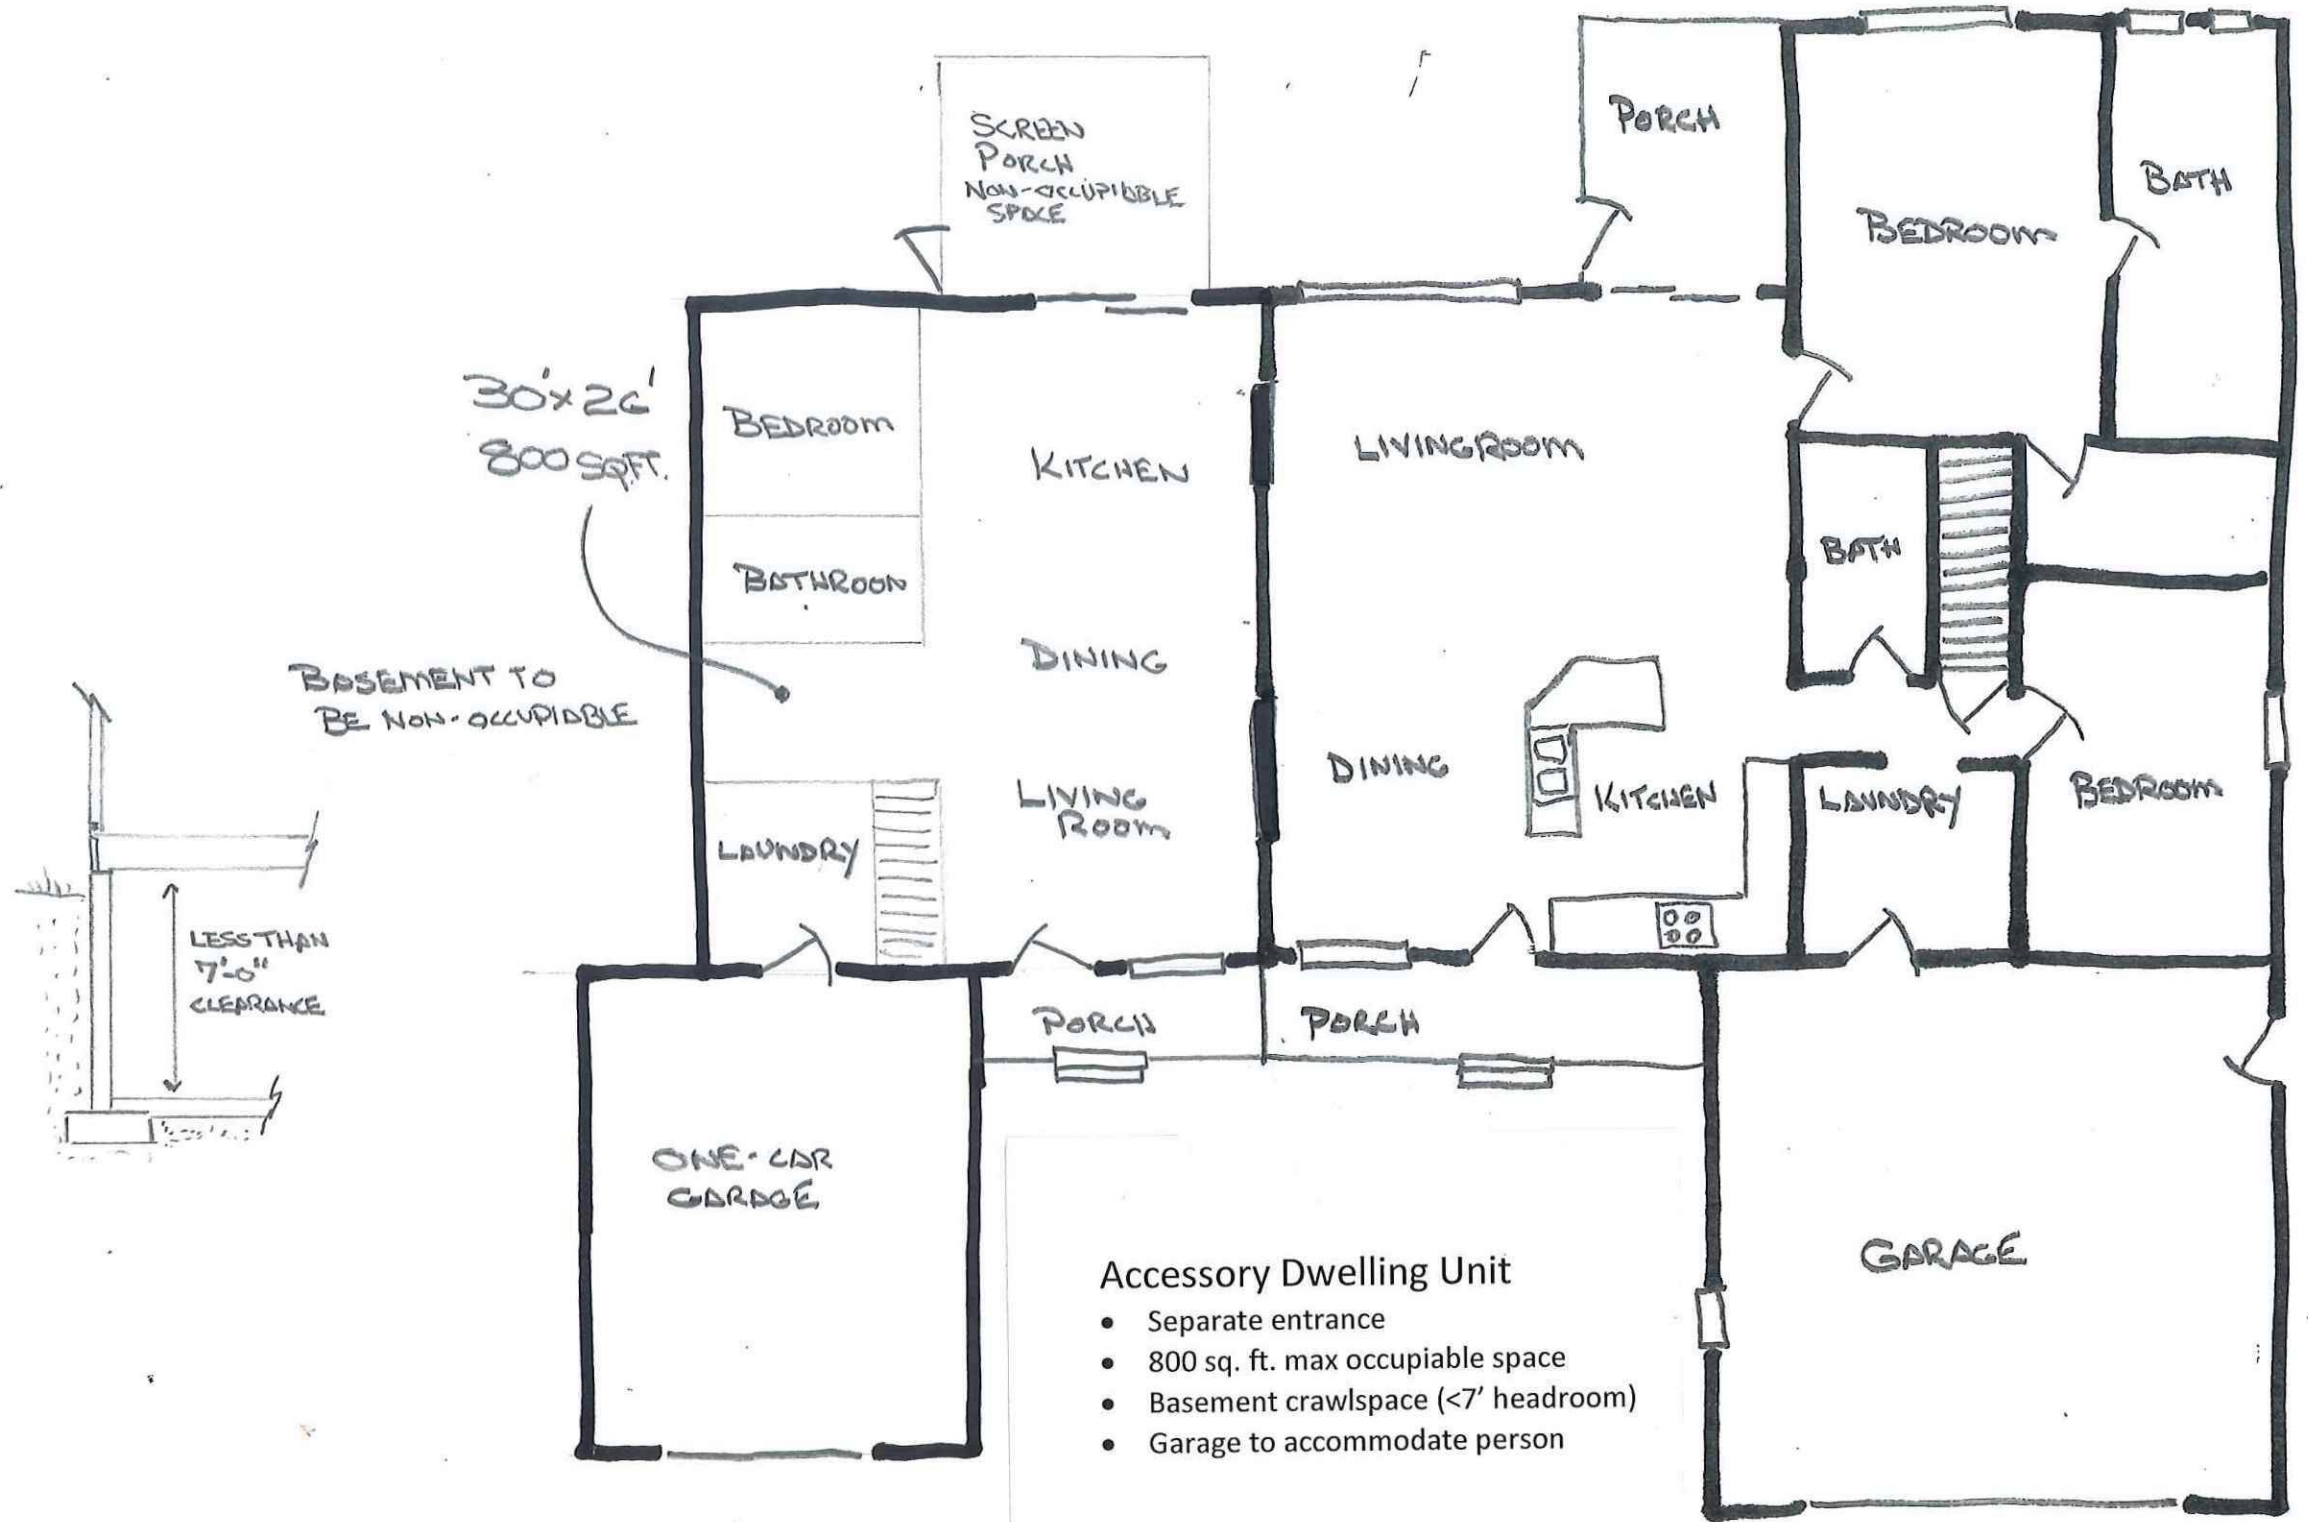 SCREEN
PORCH
NON-OCCUPIABLE
SPACE
PORCH
BEDROOM
BATH
30'x26'
800 SQ.FT.
BEDROOM
KITCHEN
LIVINGROOM
BATH
BATHROON
DINING
BASEMENT TO
BE NON-OCCUPIABLE
LIVING
ROOM
LAUNDRY
DINING
KITCHEN
LAUNDRY
BEDROOM
LESS THAN
7'-0"
CLEARANCE
PORCH
PORCH
ONE-CAR
GARAGE
GARAGE
Accessory Dwelling Unit
• Separate entrance
• 800 sq. ft. max occupiable space
• Basement crawlspace (<7’ headroom)
• Garage to accommodate person